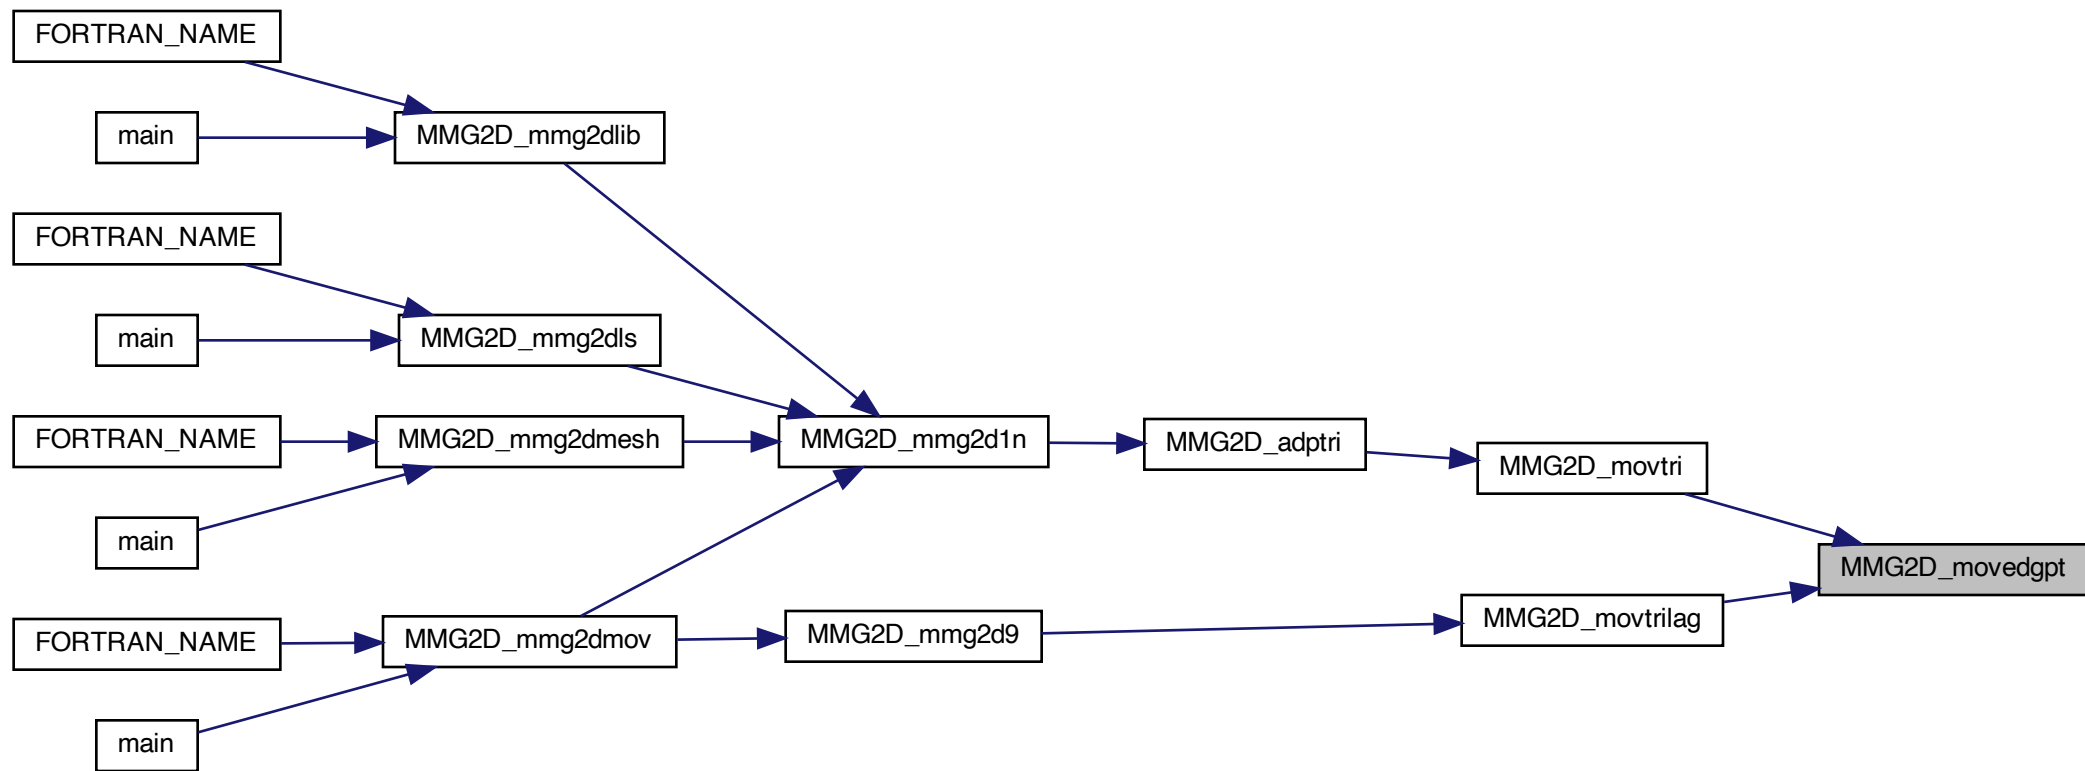 FORTRAN_NAME
main
MMG2D_mmg2dlib
FORTRAN_NAME
main
MMG2D_mmg2dls
FORTRAN_NAME
MMG2D_mmg2dmesh
MMG2D_mmg2d1n
MMG2D_adptri
MMG2D_movtri
main
MMG2D_movedgpt
FORTRAN_NAME
MMG2D_mmg2dmov
MMG2D_mmg2d9
MMG2D_movtrilag
main